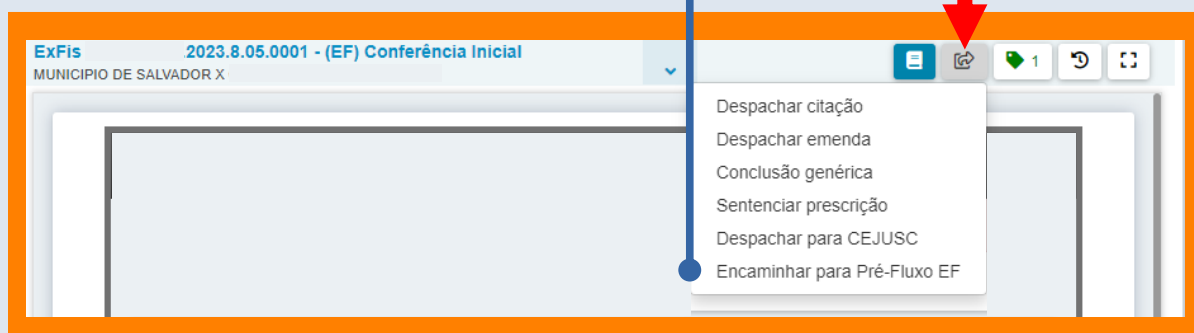 ExFis .2023.8.05.0001 - (EF) Conferência Inicial
MUNICIPIO DE SALVADOR X
1
Despachar citação
Despachar emenda
Conclusão genérica
Sentenciar prescrição
Despachar para CEJUSC
Encaminhar para Pré-Fluxo EF